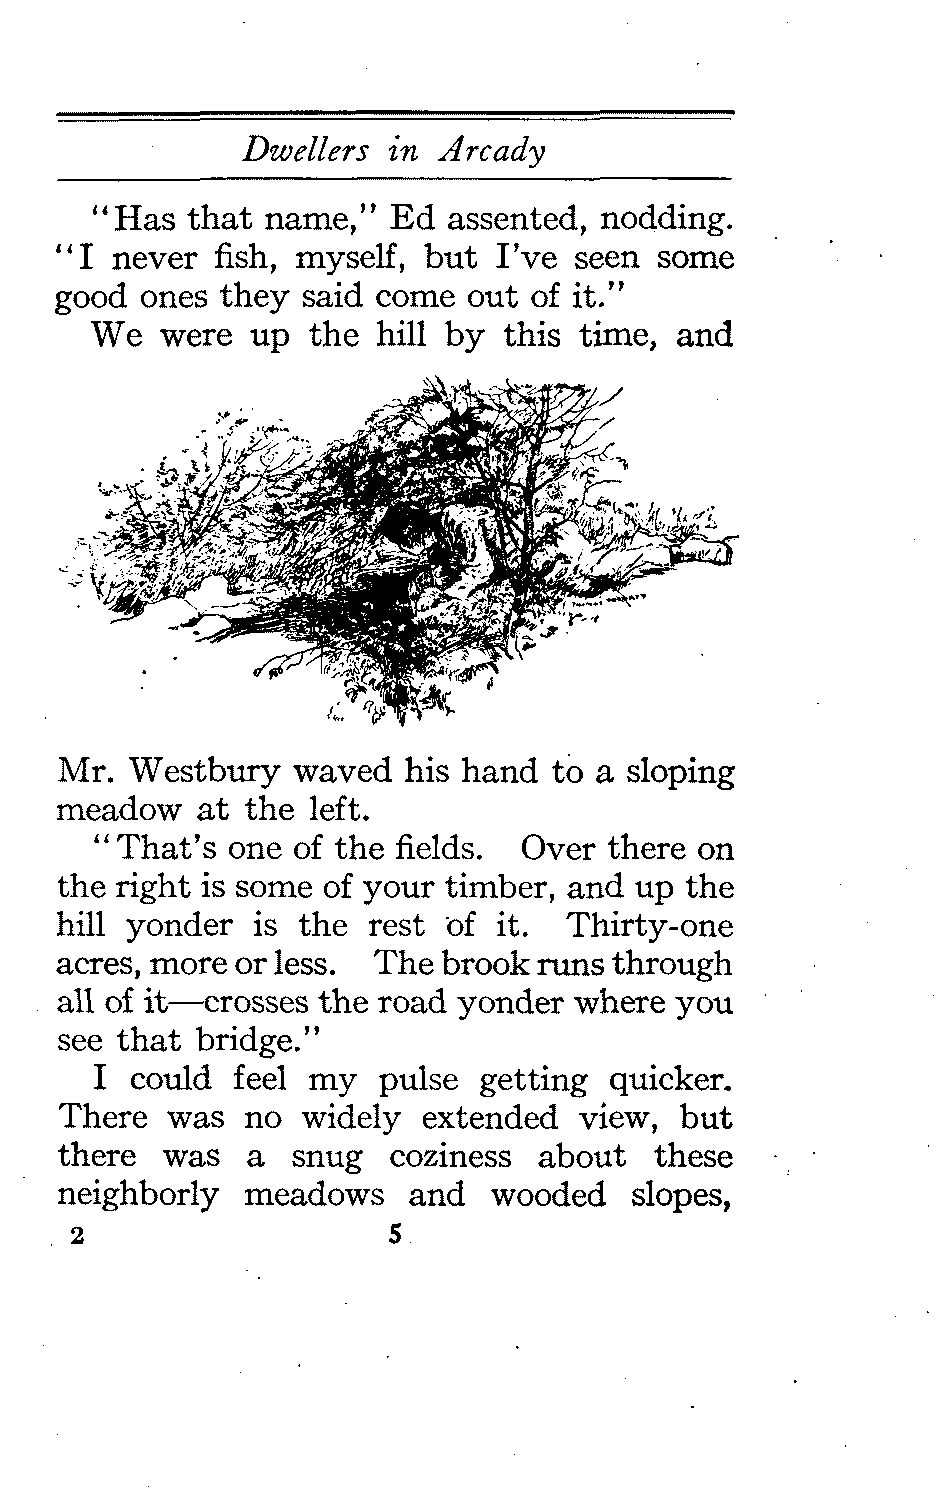 Dwellers in Arcady
"Has that name," Ed assented, nodding.
"I never fish, myself, but I've seen some
good ones they said come out of it."
We were up the hill by this time, and
Mr. Westbury waved his hand to a sloping
meadow at the left.
"That's one of the fields. Over there on
the right is some of your timber, and up the
hill yonder is the rest of it. Thirty-one
acres, more or less. The brook runs through
all of it—crosses the road yonder where you
see that bridge."
I could feel my pulse getting quicker.
There was no widely extended view, but
there was a snug coziness about these
neighborly meadows and wooded slopes,
2 5